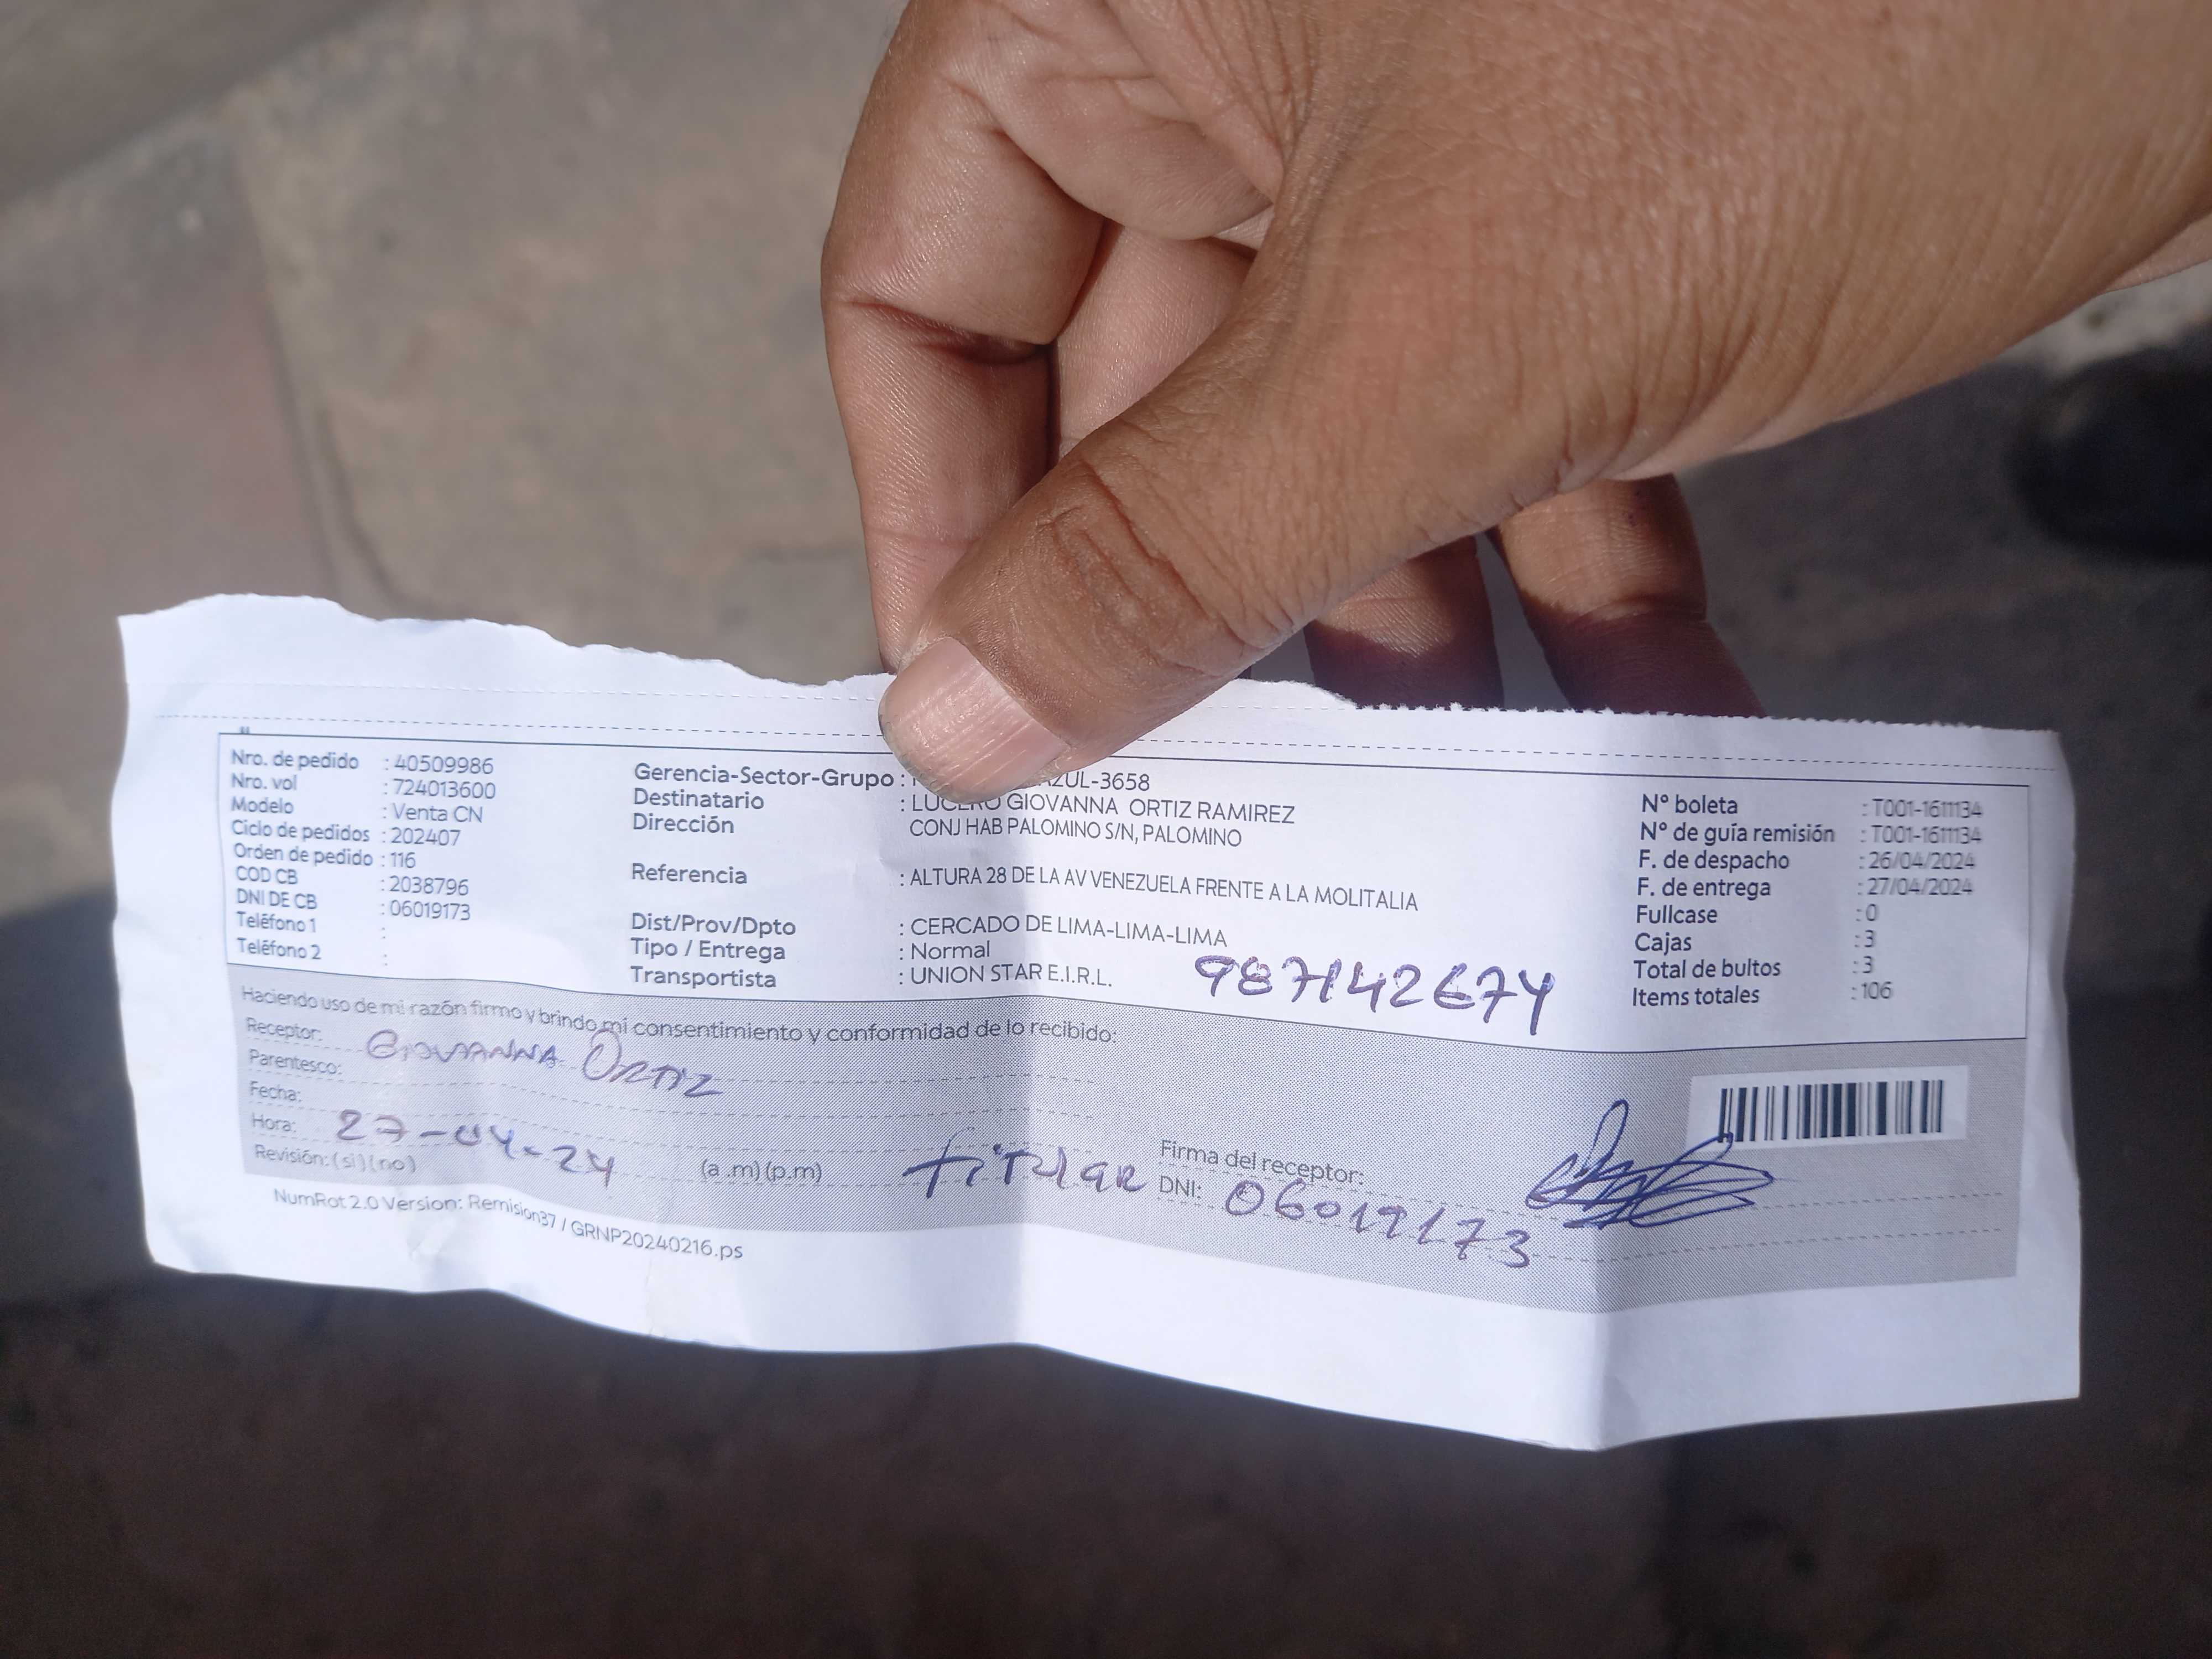 Nro. de pedido : 40509986
Nro. vol : 724013600
Modelo : Venta CN
Ciclo de pedidos : 202407
Orden de pedido : 116
COD CB : 2038796
DNI DE CB : 06019173
Teléfono 1 :
Teléfono 2 :
Gerencia-Sector-Grupo : AZUL-3658
Destinatario : LUCERO GIOVANNA ORTIZ RAMIREZ
Dirección CONJ HAB PALOMINO S/N, PALOMINO
Referencia : ALTURA 28 DE LA AV VENEZUELA FRENTE A LA MOLITALIA
Dist/Prov/Dpto : CERCADO DE LIMA-LIMA-LIMA
Tipo / Entrega : Normal
Transportista : UNION STAR E.I.R.L.
987142674
Nº boleta : T001-1611134
Nº de guía remisión : T001-1611134
F. de despacho : 26/04/2024
F. de entrega : 27/04/2024
Fullcase : 0
Cajas : 3
Total de bultos : 3
Items totales : 106
Haciendo uso de mi razón firmo y brindo mi consentimiento y conformidad de lo recibido:
Receptor: GIOVANNA ORTIZ
Parentesco:
Fecha:
Hora: 27-04-24 (a.m)(p.m) titular
Revisión: (si)(no)
Firma del receptor:
DNI: 06019173
NumRot 2.0 Version: Remision37 / GRNP20240216.ps